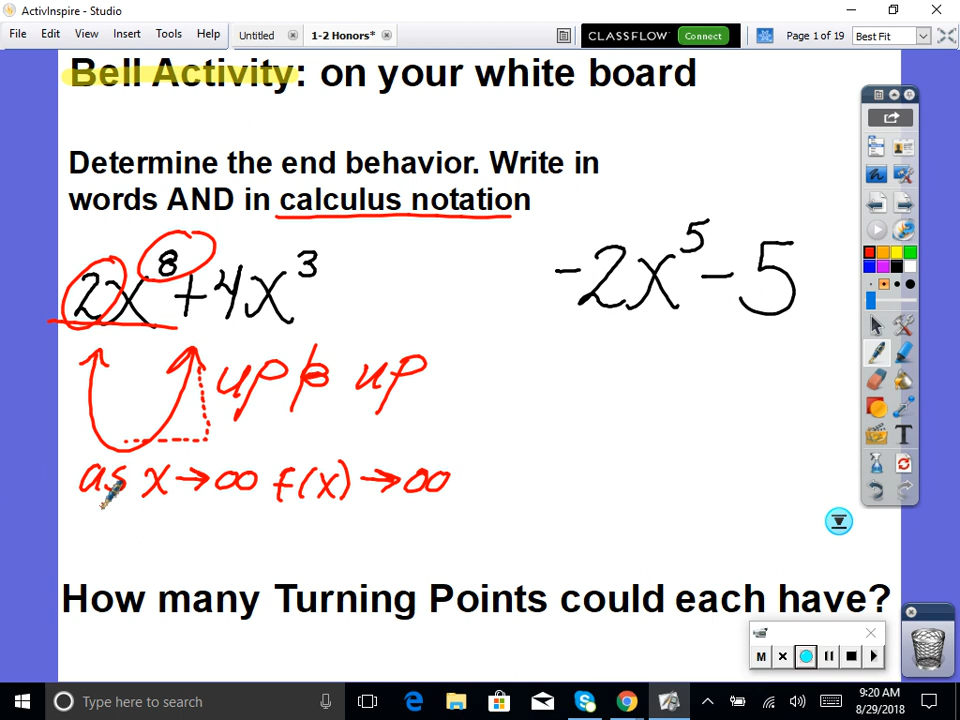 ActivInspire - Studio
File Edit View Insert Tools Help Untitled 1-2 Honors* CLASSFLOW™ Connect Page 1 of 19 Best Fit
Bell Activity: on your white board
Determine the end behavior. Write in
words AND in calculus notation
2x⁸+4x³ -2x⁵-5
up & up
as x→∞ f(x)→∞
How many Turning Points could each have?
M
Type here to search
9:20 AM
8/29/2018